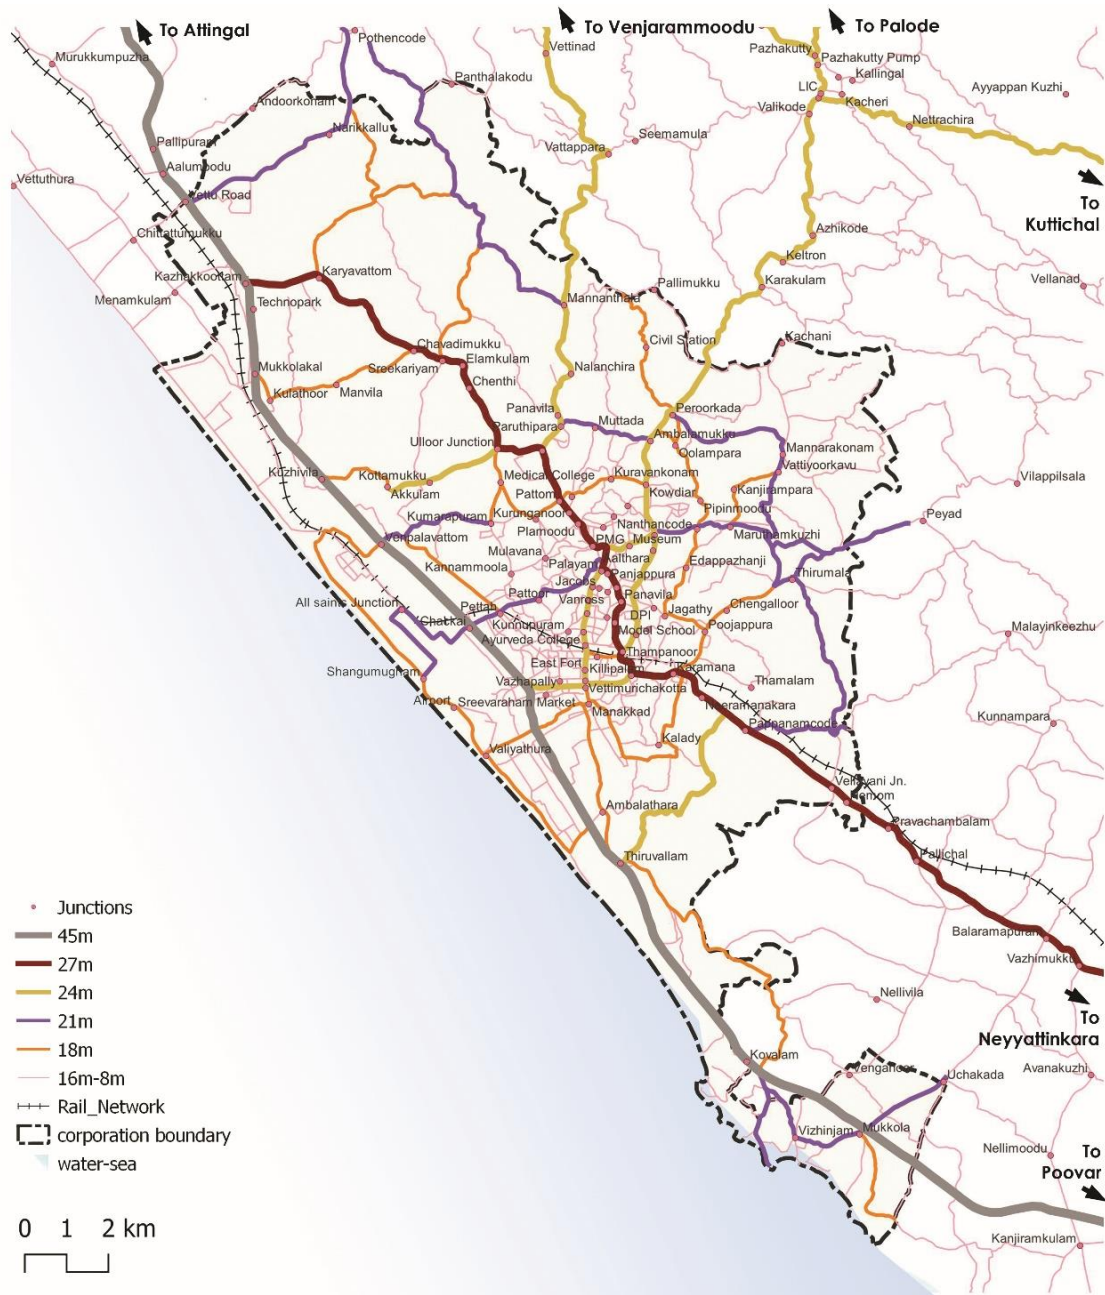 To Attingal
To Venjarammoodu
To Palode
Pothencode
Murukkumpuzha
Vettinad
Pazhakutty
Pazhakutty Pump
Kallingal
Panthalakodu
LIC
Ayyappan Kuzhi
Andoorkonam
Valikode
Kacheri
Nettrachira
Narikkallu
Seemamula
Pallipuram
Vattappara
Aalumoodu
Vettuthura
Vettu Road
To
Kuttichal
Chittattumukku
Azhikode
Keltron
Kazhakkoottam
Karyavattom
Pallimukku
Karakulam
Vellanad
Menamkulam
Technopark
Mannanthala
Civil Station
Kachani
Chavadimukku
Mukkolakal
Sreekariyam
Elamkulam
Nalanchira
Kulathoor
Manvila
Chenthi
Panavila
Muttada
Peroorkada
Paruthipara
Ulloor Junction
Ambalamukku
Oolampara
Mannarakonam
Vattiyoorkavu
Kuzhivila
Kottamukku
Medical College
Kuravankonam
Vilappilsala
Akkulam
Pattom
Kowdiar
Kanjirampara
Kumarapuram
Kurunganoor
Pipinmoodu
Peyad
Plamoodu
Nanthancode
Venpalavattom
PMG
Museum
Maruthamkuzhi
Mulavana
Aalthara
Kannammoola
Palayam
Panjappura
Edappazhanji
Thirumala
Jacobs
Pattoor
Vanross
Panavila
All saints Junction
Pettah
Chengalloor
Chackai
Kunnupuram
DPI
Jagathy
Model School
Poojappura
Malayinkeezhu
Ayurveda College
Thampanoor
Shangumugham
East Fort
Killipalam
Karamana
Vazhapally
Vettimurichakotta
Thamalam
Airport
Sreevaraham Market
Manakkad
Neeramanakara
Kunnampara
Pappanamcode
Kalady
Valiyathura
Vellayani Jn.
Nemom
Ambalathara
Pravachambalam
Thiruvallam
Pallichal
Junctions
45m
27m
24m
21m
18m
16m-8m
Rail_Network
corporation boundary
water-sea
Balaramapuram
Vazhimukku
Nellivila
To
Neyyattinkara
Kovalam
Venganoor
Uchakada
Avanakuzhi
Vizhinjam
Mukkola
Nellimoodu
To
Poovar
Kanjiramkulam
0 1 2 km